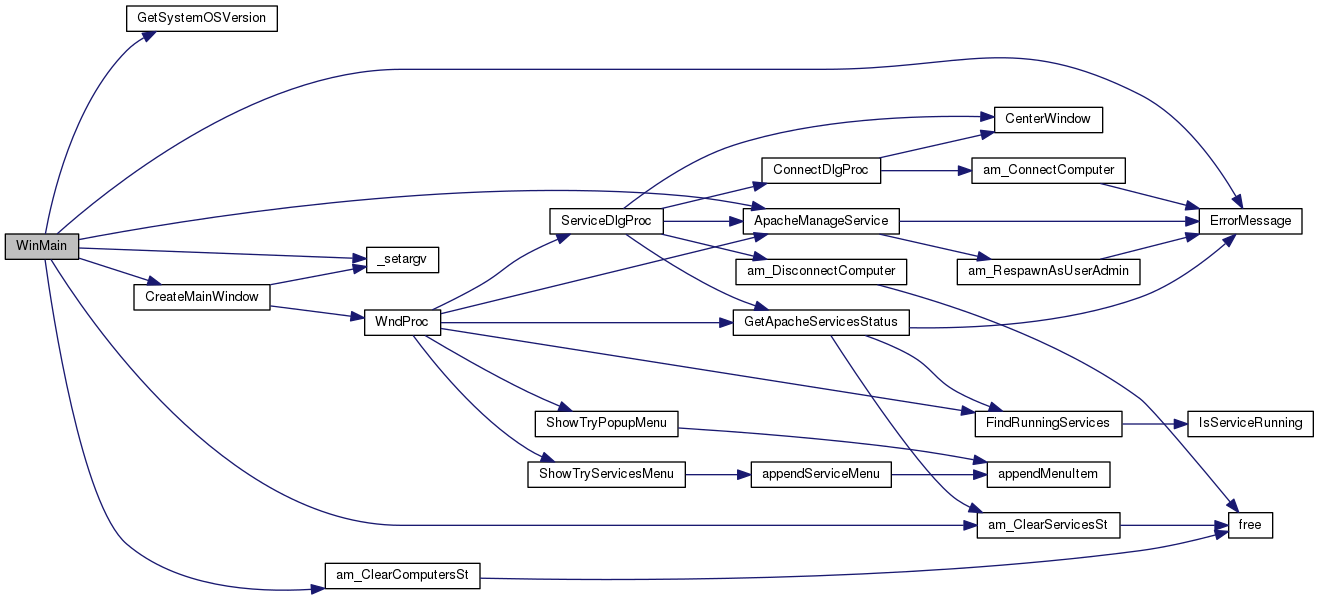 GetSystemOSVersion
CenterWindow
ConnectDlgProc
am_ConnectComputer
ServiceDlgProc
ApacheManageService
ErrorMessage
WinMain
_setargv
am_DisconnectComputer
am_RespawnAsUserAdmin
CreateMainWindow
WndProc
GetApacheServicesStatus
ShowTryPopupMenu
FindRunningServices
IsServiceRunning
ShowTryServicesMenu
appendServiceMenu
appendMenuItem
am_ClearServicesSt
free
am_ClearComputersSt